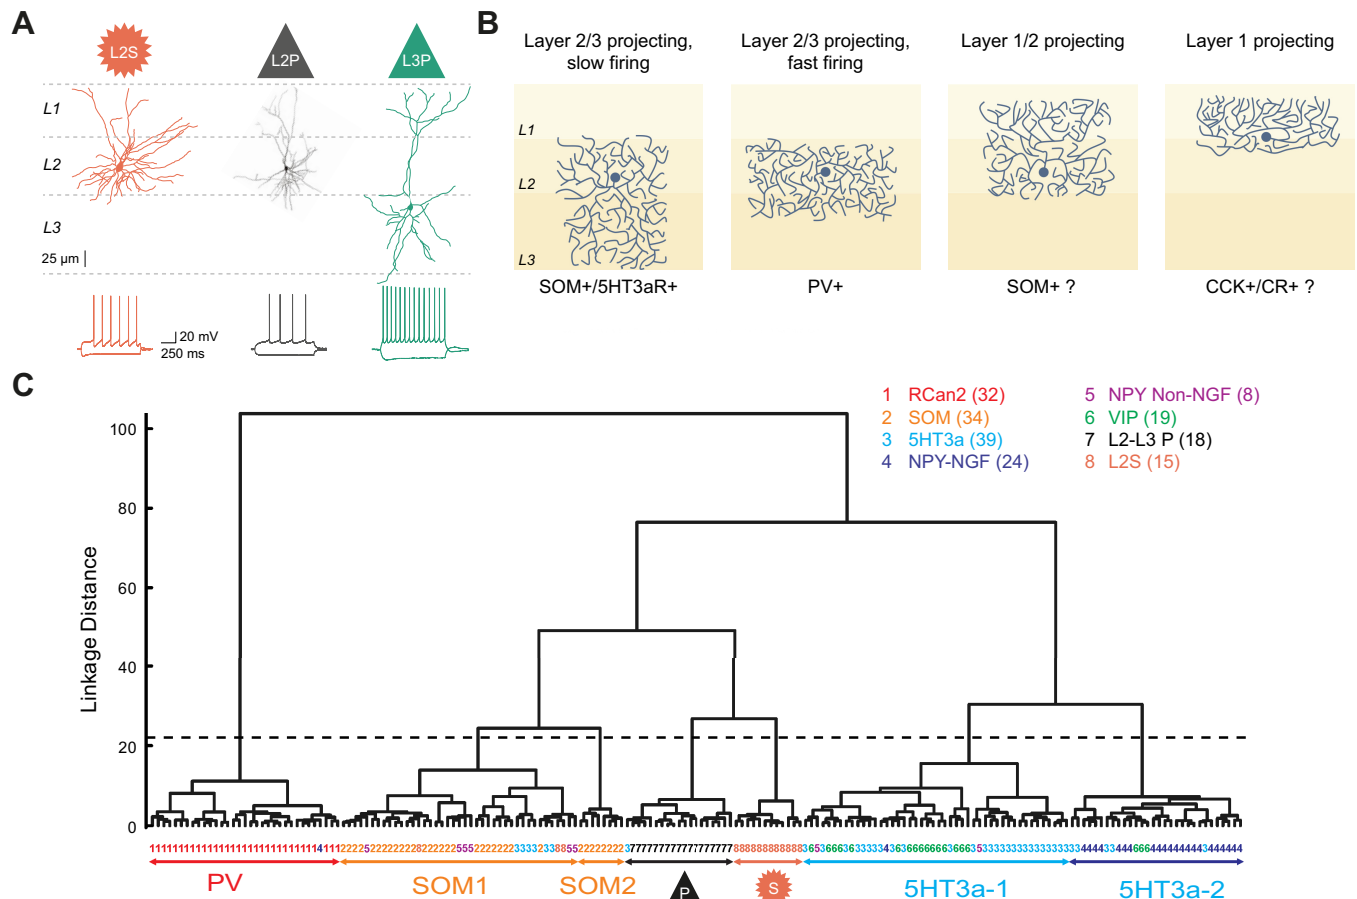 A
L2S
L2P
L3P
L1
L2
L3
25 µm
20 mV
250 ms
B
Layer 2/3 projecting,
slow firing
Layer 2/3 projecting,
fast firing
Layer 1/2 projecting
Layer 1 projecting
L1
L2
L3
SOM+/5HT3aR+
PV+
SOM+ ?
CCK+/CR+ ?
C
1 RCan2 (32)
2 SOM (34)
3 5HT3a (39)
4 NPY-NGF (24)
5 NPY Non-NGF (8)
6 VIP (19)
7 L2-L3 P (18)
8 L2S (15)
Linkage Distance
100
80
60
40
20
0
PV
SOM1
SOM2
P
S
5HT3a-1
5HT3a-2